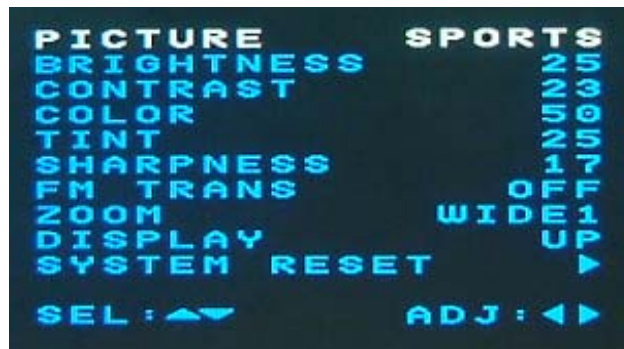 PICTURE SPORTS
BRIGHTNESS 25
CONTRAST 23
COLOR 50
TINT 25
SHARPNESS 17
FM TRANS OFF
ZOOM WIDE1
DISPLAY UP
SYSTEM RESET ▶
SEL:▲▼ ADJ:◀▶